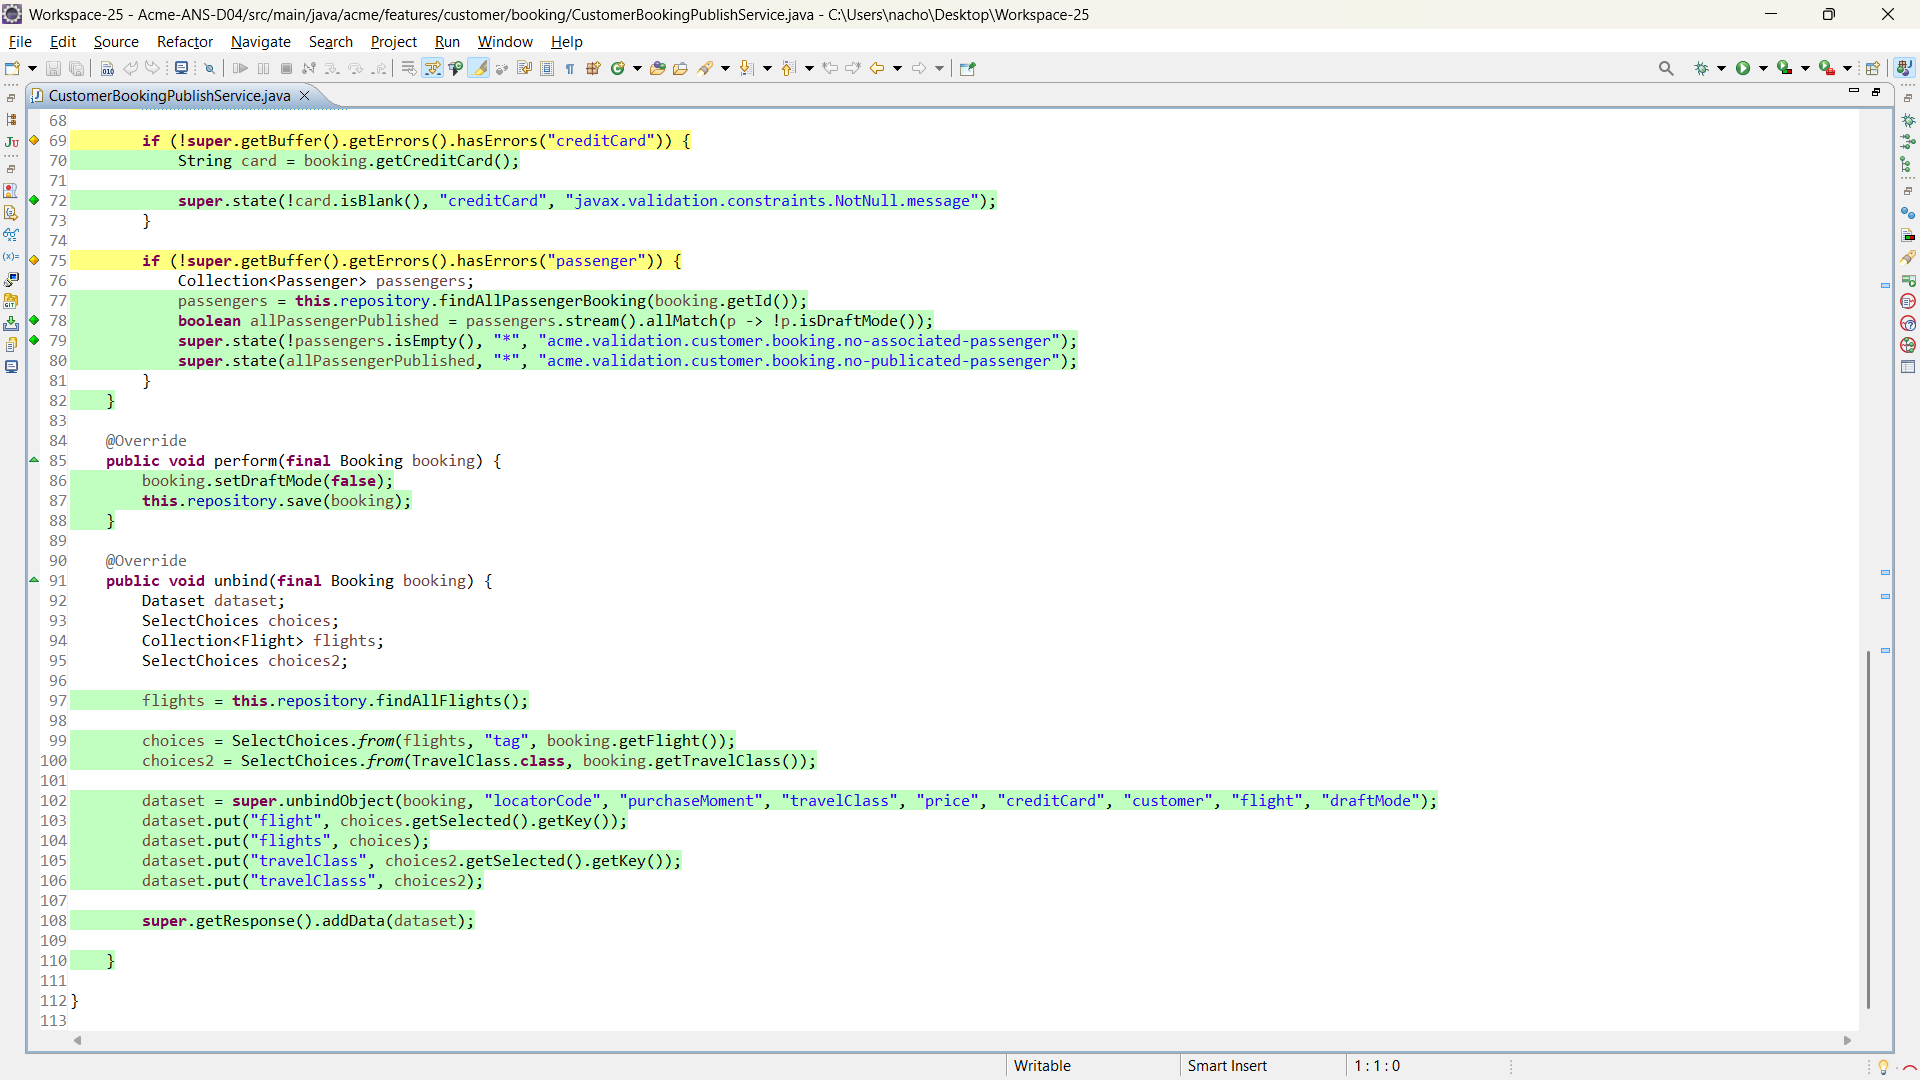 Workspace-25 - Acme-ANS-D04/src/main/java/acme/features/customer/booking/CustomerBookingPublishService.java - C:\Users\nacho\Desktop\Workspace-25
File Edit Source Refactor Navigate Search Project Run Window Help
CustomerBookingPublishService.java
68
69 if (!super.getBuffer().getErrors().hasErrors("creditCard")) {
70 String card = booking.getCreditCard();
71
72 super.state(!card.isBlank(), "creditCard", "javax.validation.constraints.NotNull.message");
73 }
74
75 if (!super.getBuffer().getErrors().hasErrors("passenger")) {
76 Collection<Passenger> passengers;
77 passengers = this.repository.findAllPassengerBooking(booking.getId());
78 boolean allPassengerPublished = passengers.stream().allMatch(p -> !p.isDraftMode());
79 super.state(!passengers.isEmpty(), "*", "acme.validation.customer.booking.no-associated-passenger");
80 super.state(allPassengerPublished, "*", "acme.validation.customer.booking.no-publicated-passenger");
81 }
82 }
83
84 @Override
85 public void perform(final Booking booking) {
86 booking.setDraftMode(false);
87 this.repository.save(booking);
88 }
89
90 @Override
91 public void unbind(final Booking booking) {
92 Dataset dataset;
93 SelectChoices choices;
94 Collection<Flight> flights;
95 SelectChoices choices2;
96
97 flights = this.repository.findAllFlights();
98
99 choices = SelectChoices.from(flights, "tag", booking.getFlight());
100 choices2 = SelectChoices.from(TravelClass.class, booking.getTravelClass());
101
102 dataset = super.unbindObject(booking, "locatorCode", "purchaseMoment", "travelClass", "price", "creditCard", "customer", "flight", "draftMode");
103 dataset.put("flight", choices.getSelected().getKey());
104 dataset.put("flights", choices);
105 dataset.put("travelClass", choices2.getSelected().getKey());
106 dataset.put("travelClasss", choices2);
107
108 super.getResponse().addData(dataset);
109
110 }
111
112 }
113
Writable Smart Insert 1 : 1 : 0